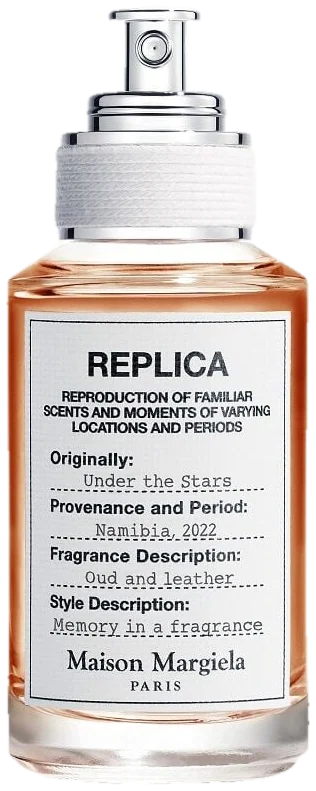 REPLICA
REPRODUCTION OF FAMILIAR
SCENTS AND MOMENTS OF VARYING
LOCATIONS AND PERIODS
Originally:
Under the Stars
Provenance and Period:
Namibia, 2022
Fragrance Description:
Oud and leather
Style Description:
Memory in a fragrance
Maison Margiela
PARIS